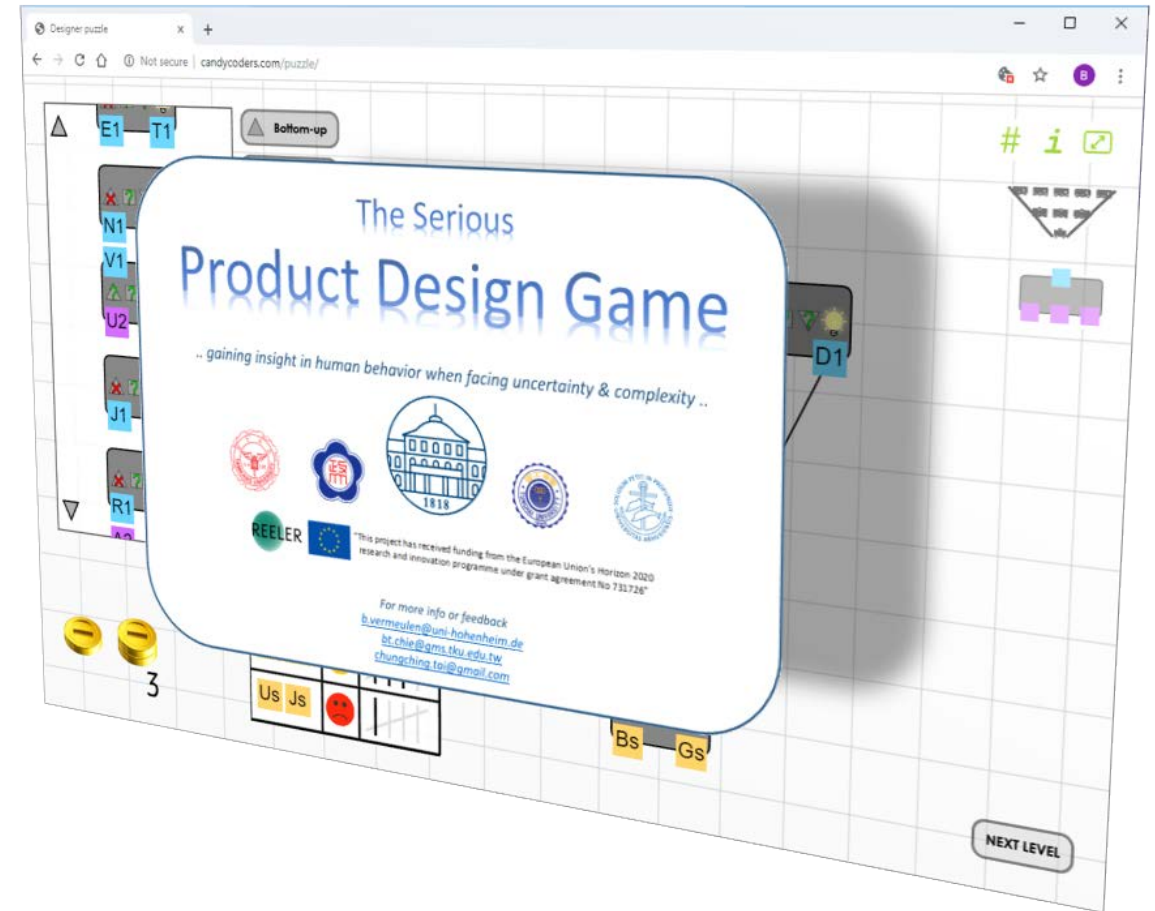 Designer puzzle
Not secure | candycoders.com/puzzle/
B
E1 T1
Bottom-up
# i
N1
V1
U2
J1
R1
A2
D1
The Serious
Product Design Game
.. gaining insight in human behavior when facing uncertainty & complexity ..
1818
REELER
"This project has received funding from the European Union's Horizon 2020
research and innovation programme under grant agreement No 731726"
For more info or feedback
b.vermeulen@uni-hohenheim.de
bt.chie@gms.tku.edu.tw
chungching.tai@gmail.com
3
Us Js
Bs Gs
NEXT LEVEL